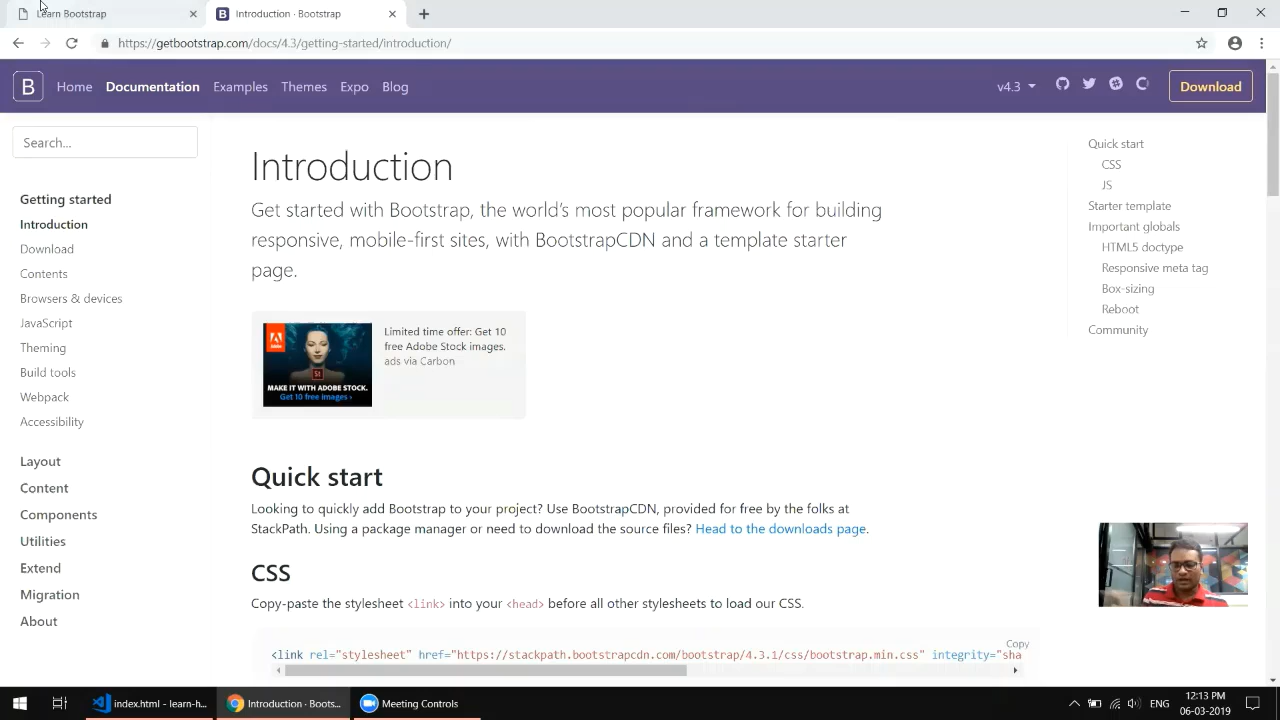 Learn Bootstrap
Introduction · Bootstrap
https://getbootstrap.com/docs/4.3/getting-started/introduction/
B
Home
Documentation
Examples
Themes
Expo
Blog
v4.3
Download
Search...
Getting started
Introduction
Download
Contents
Browsers & devices
JavaScript
Theming
Build tools
Webpack
Accessibility
Layout
Content
Components
Utilities
Extend
Migration
About
Introduction
Get started with Bootstrap, the world's most popular framework for building
responsive, mobile-first sites, with BootstrapCDN and a template starter
page.
Adobe
St
MAKE IT WITH ADOBE STOCK.
Get 10 free images ›
Limited time offer: Get 10
free Adobe Stock images.
ads via Carbon
Quick start
Looking to quickly add Bootstrap to your project? Use BootstrapCDN, provided for free by the folks at
StackPath. Using a package manager or need to download the source files? Head to the downloads page.
CSS
Copy-paste the stylesheet <link> into your <head> before all other stylesheets to load our CSS.
Copy
<link rel="stylesheet" href="https://stackpath.bootstrapcdn.com/bootstrap/4.3.1/css/bootstrap.min.css" integrity="sha
Quick start
CSS
JS
Starter template
Important globals
HTML5 doctype
Responsive meta tag
Box-sizing
Reboot
Community
index.html - learn-h...
Introduction · Boots...
Meeting Controls
ENG
12:13 PM
06-03-2019